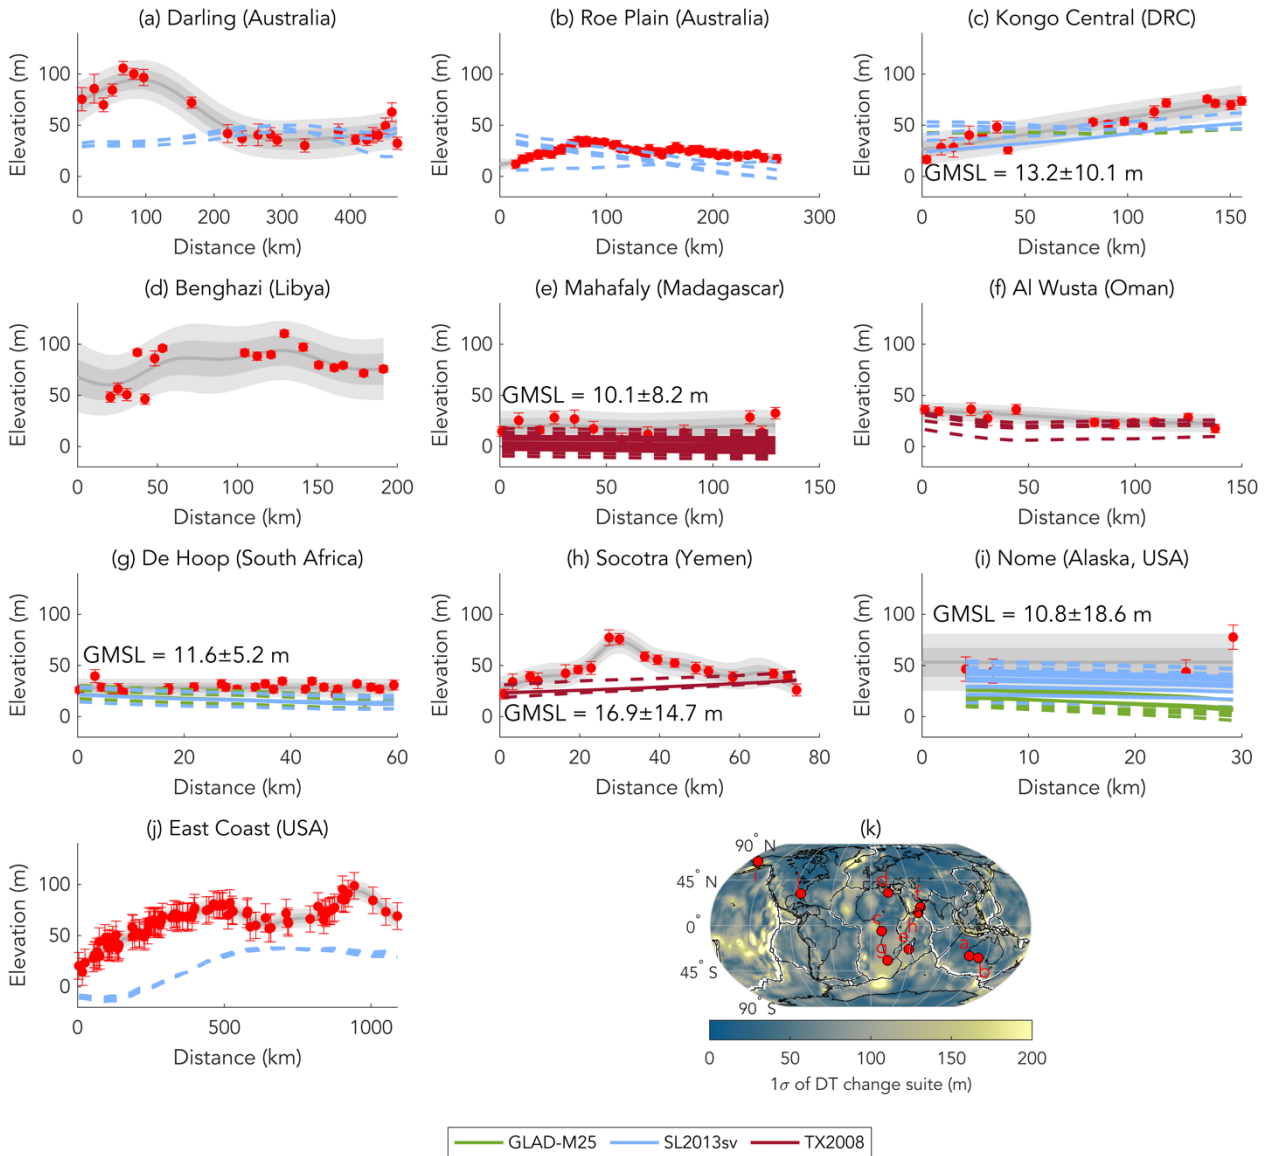 (a) Darling (Australia)
(b) Roe Plain (Australia)
(c) Kongo Central (DRC)
Elevation (m)
100
50
0
0 100 200 300 400
Distance (km)
Elevation (m)
100
50
0
0 100 200 300
Distance (km)
Elevation (m)
100
50
0
GMSL = 13.2±10.1 m
0 50 100 150
Distance (km)
(d) Benghazi (Libya)
(e) Mahafaly (Madagascar)
(f) Al Wusta (Oman)
Elevation (m)
100
50
0
0 50 100 150 200
Distance (km)
Elevation (m)
100
50
0
GMSL = 10.1±8.2 m
0 50 100 150
Distance (km)
Elevation (m)
100
50
0
0 50 100 150
Distance (km)
(g) De Hoop (South Africa)
(h) Socotra (Yemen)
(i) Nome (Alaska, USA)
Elevation (m)
100
50
0
GMSL = 11.6±5.2 m
0 20 40 60
Distance (km)
Elevation (m)
100
50
0
GMSL = 16.9±14.7 m
0 20 40 60 80
Distance (km)
Elevation (m)
100
50
0
GMSL = 10.8±18.6 m
0 10 20 30
Distance (km)
(j) East Coast (USA)
(k)
Elevation (m)
100
50
0
0 500 1000
Distance (km)
90° N
45° N
0°
45° S
90° S
i
j
d
f
c
h
e
g
a
b
0 50 100 150 200
1σ of DT change suite (m)
GLAD-M25 SL2013sv TX2008